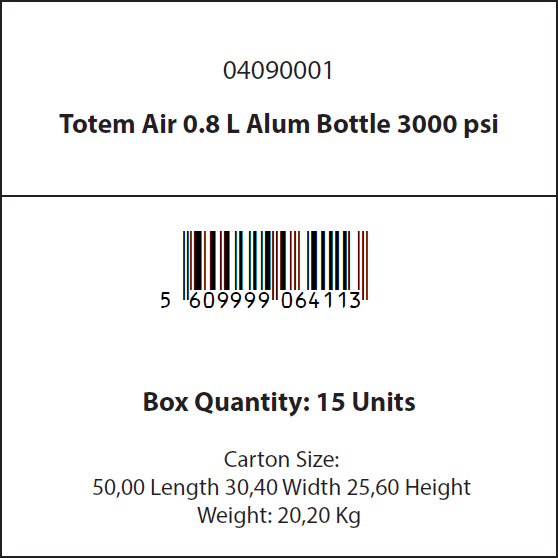 04090001
Totem Air 0.8 L Alum Bottle 3000 psi
5 609999 064113
Box Quantity: 15 Units
Carton Size:
50,00 Length 30,40 Width 25,60 Height
Weight: 20,20 Kg